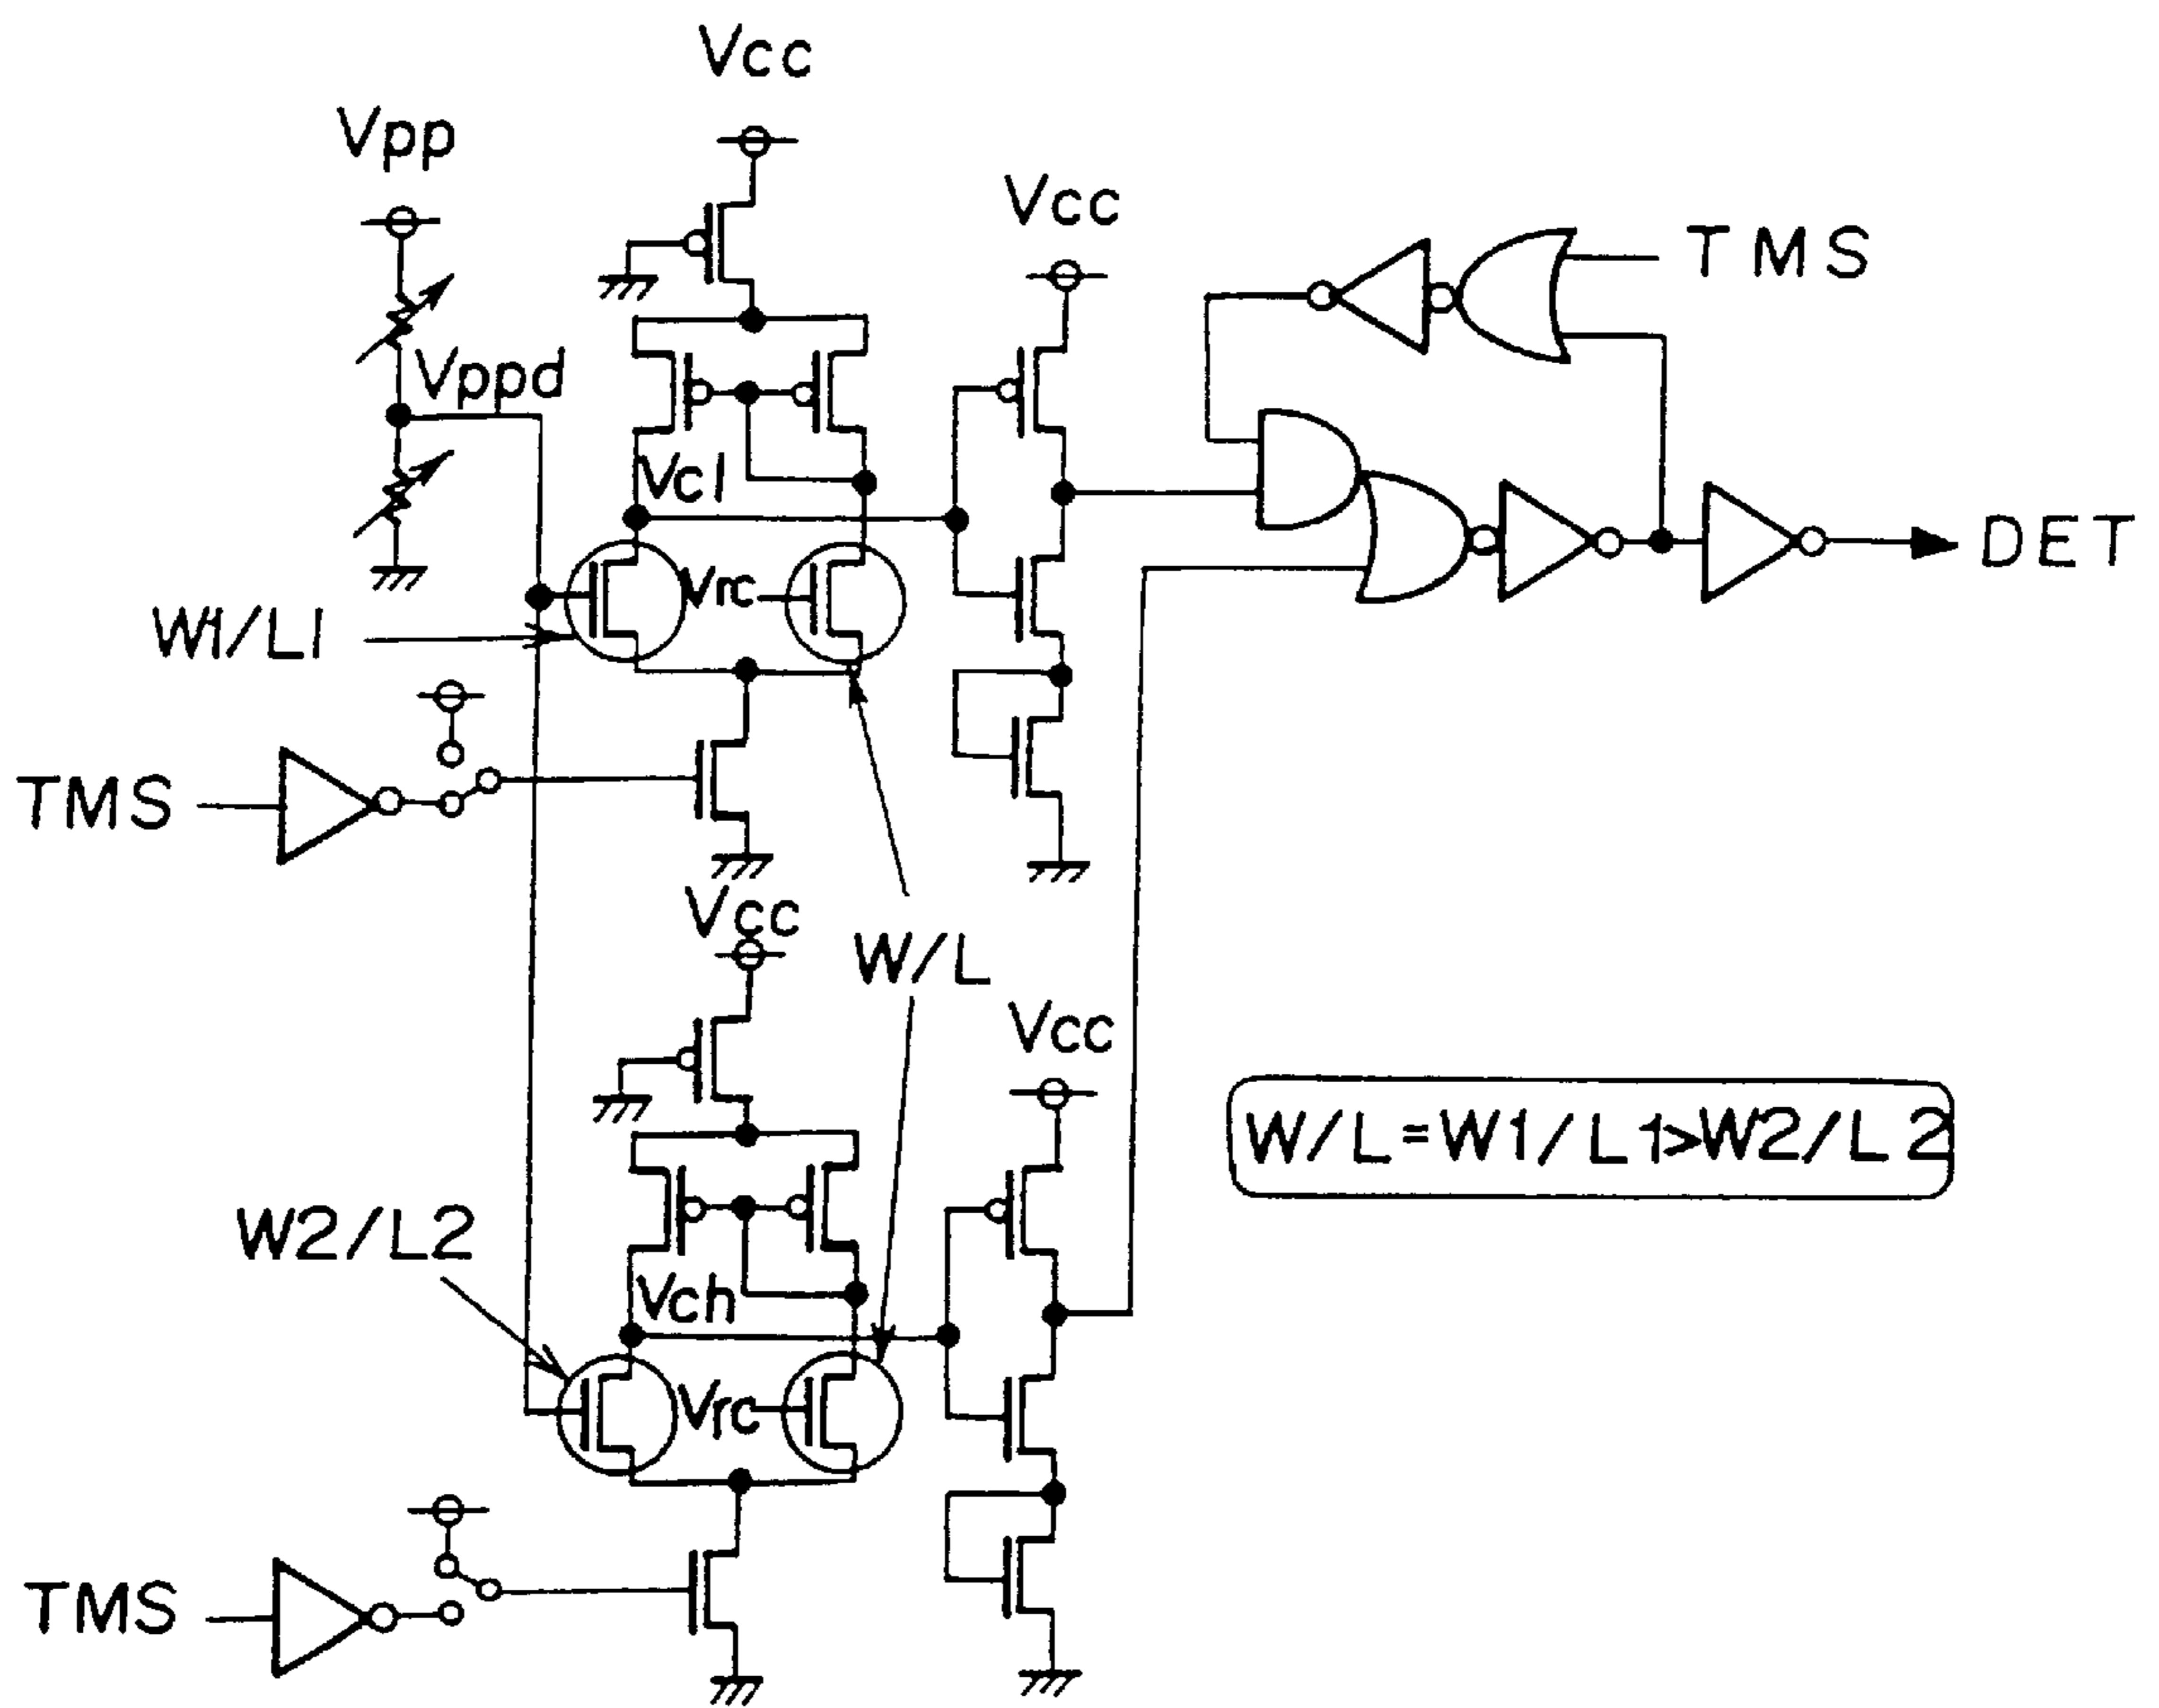 Vcc
Vpp
Vcc
TMS
Vppd
Vcl
Vrc
DET
W1/L1
TMS
Vcc
W/L
Vcc
W/L=W1/L1>W2/L2
W2/L2
Vch
Vrc
TMS